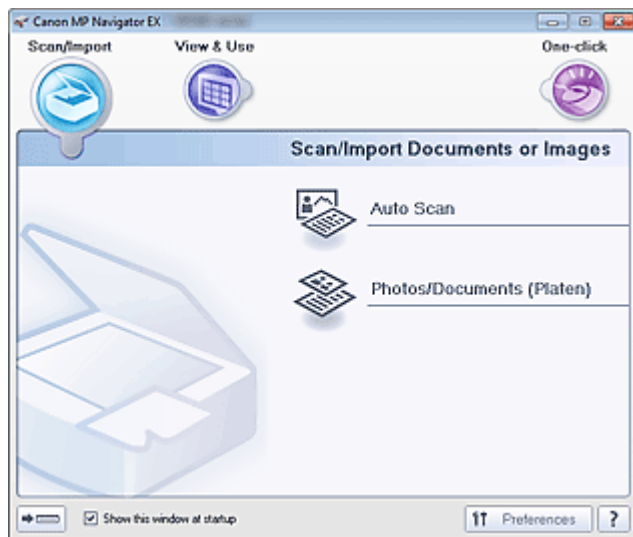 Canon MP Navigator EX
Scan/Import
View & Use
One-click
Scan/Import Documents or Images
Auto Scan
Photos/Documents (Platen)
Show this window at startup
Preferences
?